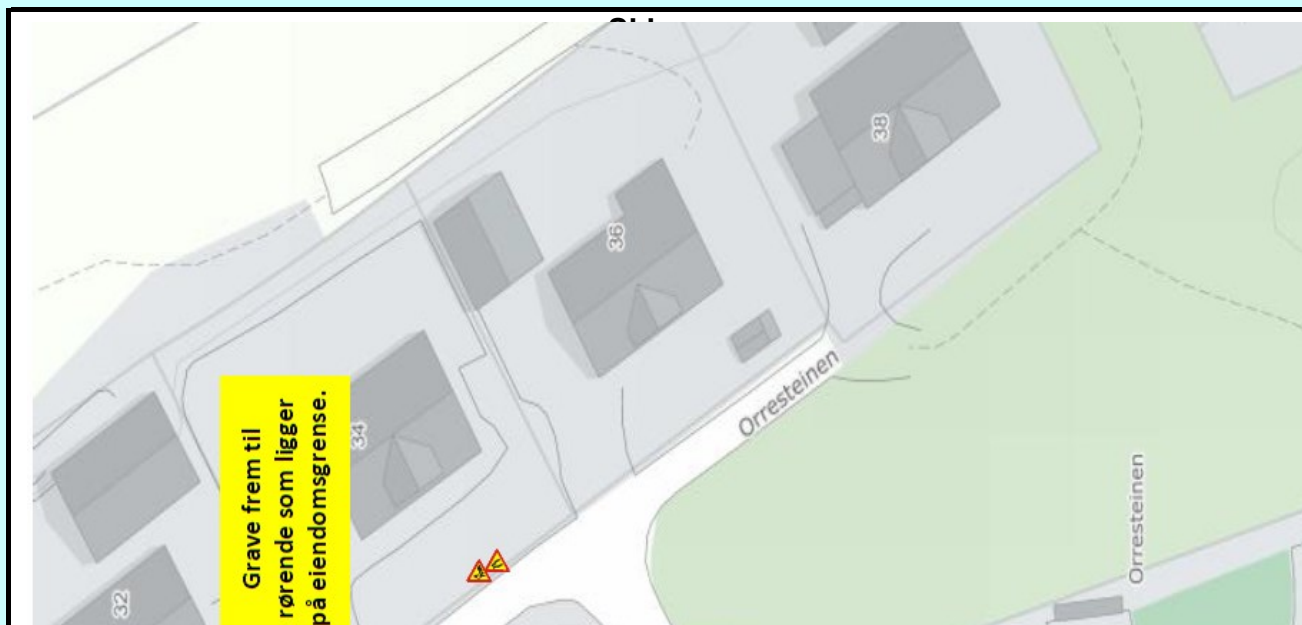 38
36
Orresteinen
34
Grave frem til
rørende som ligger
på eiendomsgrense.
Orresteinen
32